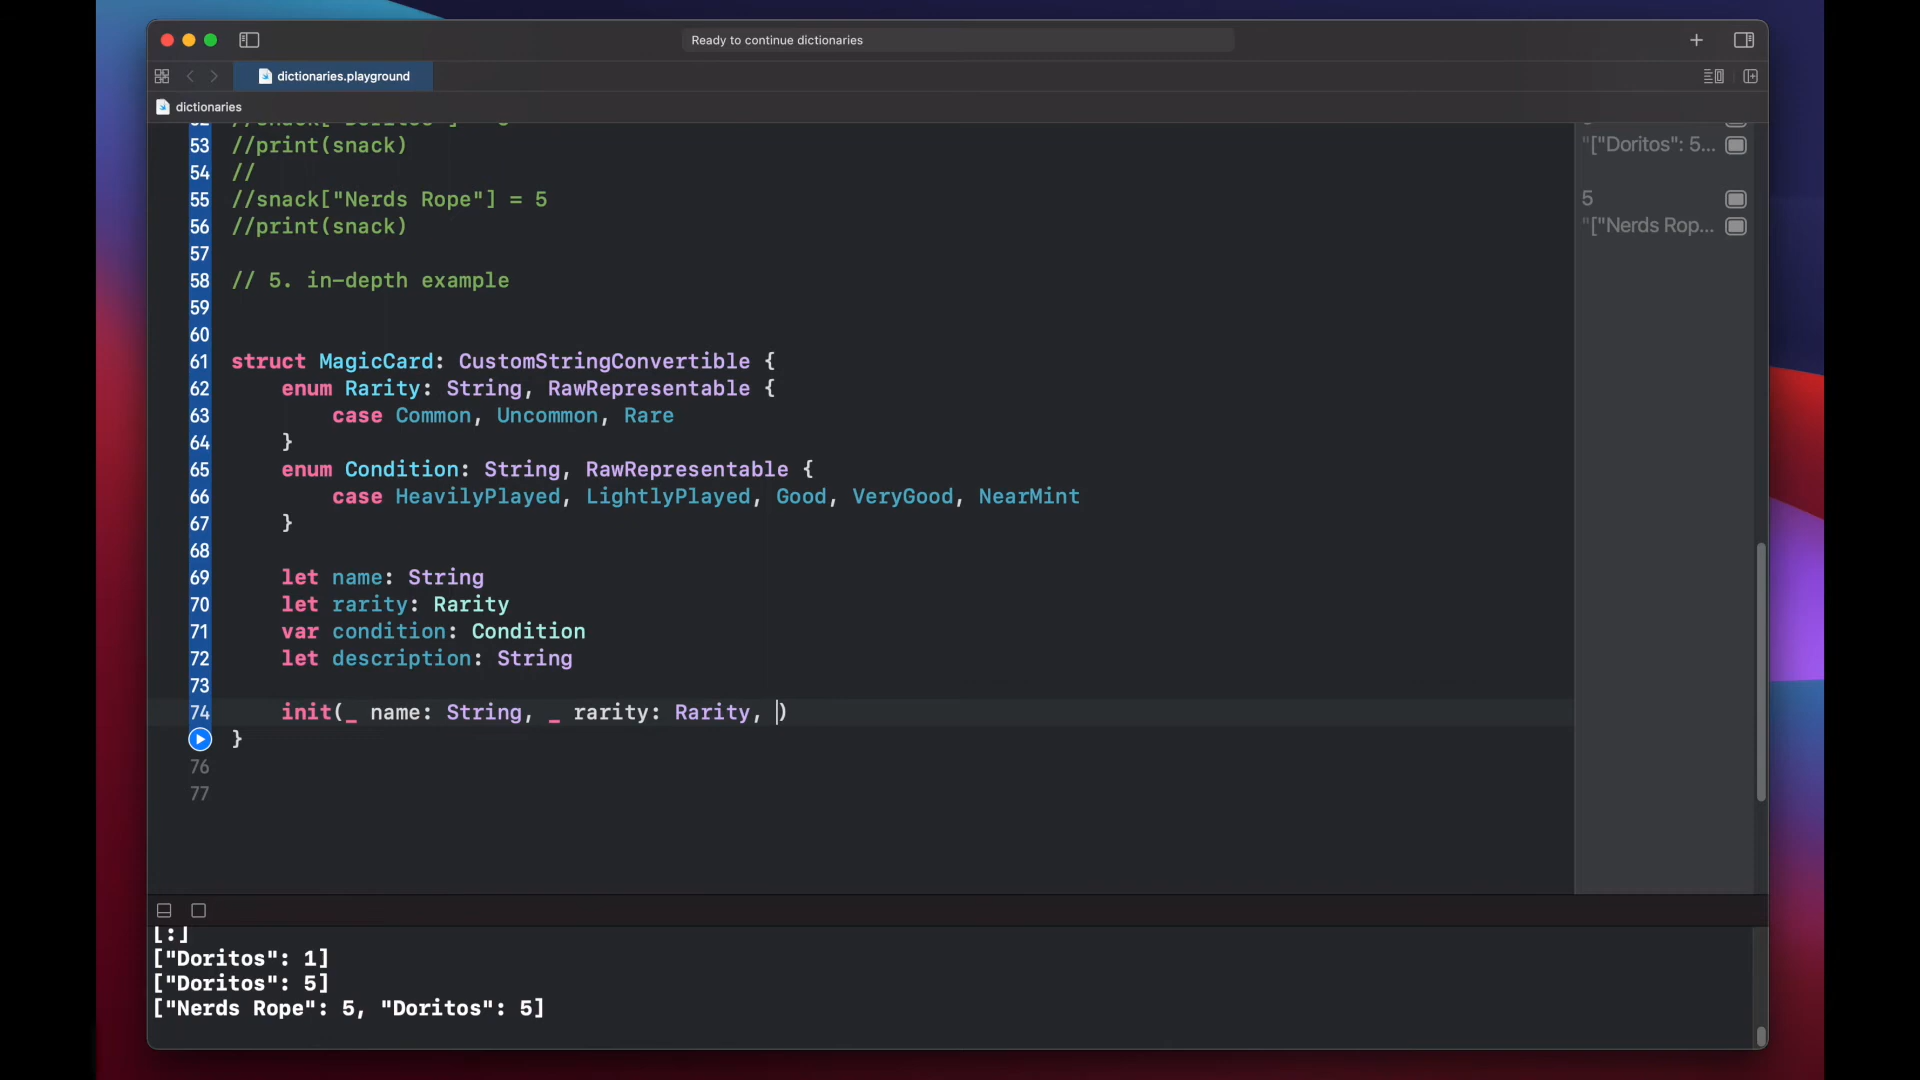 Ready to continue dictionaries
dictionaries.playground
dictionaries
53 //print(snack)
"["Doritos": 5...
54 //
55 //snack["Nerds Rope"] = 5
5
56 //print(snack)
"["Nerds Rop...
57
58 // 5. in-depth example
59
60
61 struct MagicCard: CustomStringConvertible {
62 enum Rarity: String, RawRepresentable {
63 case Common, Uncommon, Rare
64 }
65 enum Condition: String, RawRepresentable {
66 case HeavilyPlayed, LightlyPlayed, Good, VeryGood, NearMint
67 }
68
69 let name: String
70 let rarity: Rarity
71 var condition: Condition
72 let description: String
73
74 init(_ name: String, _ rarity: Rarity, )
}
76
77
[:]
["Doritos": 1]
["Doritos": 5]
["Nerds Rope": 5, "Doritos": 5]